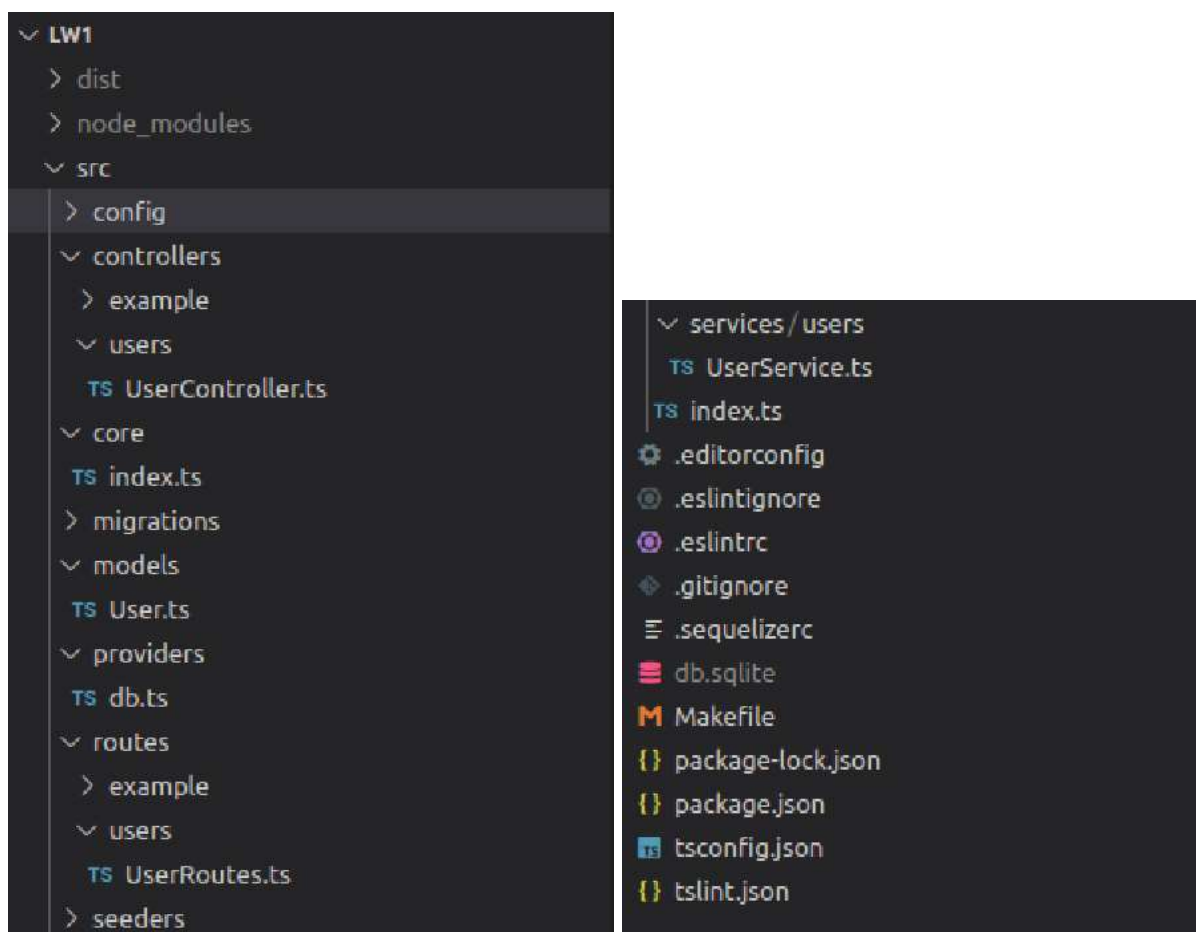 LW1
dist
node_modules
src
config
controllers
example
users
TS UserController.ts
core
TS index.ts
migrations
models
TS User.ts
providers
TS db.ts
routes
example
users
TS UserRoutes.ts
seeders
services/users
TS UserService.ts
TS index.ts
.editorconfig
.eslintignore
.eslintrc
.gitignore
.sequelizerc
db.sqlite
M Makefile
{} package-lock.json
{} package.json
TS tsconfig.json
{} tslint.json